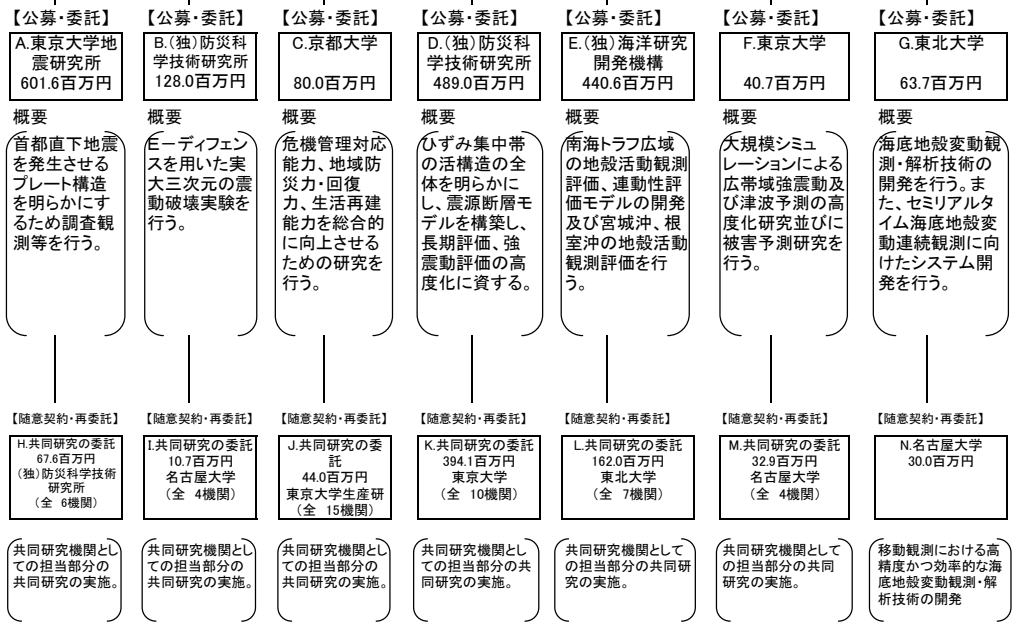 【公募・委託】
A.東京大学地
震研究所
601.6百万円
概要
首都直下地震
を発生させる
プレート構造
を明らかにす
るため調査観
測等を行う。
【随意契約・再委託】
H.共同研究の委託
67.6百万円
(独)防災科学技術
研究所
(全 6機関)
共同研究機関とし
ての担当部分の
共同研究の実施。
【公募・委託】
B.(独)防災科
学技術研究所
128.0百万円
概要
E－ディフェン
スを用いた実
大三次元の震
動破壊実験を
行う。
【随意契約・再委託】
I.共同研究の委託
10.7百万円
名古屋大学
(全 4機関)
共同研究機関とし
ての担当部分の
共同研究の実施。
【公募・委託】
C.京都大学
80.0百万円
概要
危機管理対応
能力、地域防
災力・回復
力、生活再建
能力を総合的
に向上させる
ための研究を
行う。
【随意契約・再委託】
J.共同研究の委
託
44.0百万円
東京大学生産研
(全 15機関)
共同研究機関とし
ての担当部分の
共同研究の実施。
【公募・委託】
D.(独)防災科
学技術研究所
489.0百万円
概要
ひずみ集中帯
の活構造の全
体を明らかに
し、震源断層モ
デルを構築し、
長期評価、強
震動評価の高
度化に資する。
【随意契約・再委託】
K.共同研究の委託
394.1百万円
東京大学
(全 10機関)
共同研究機関とし
ての担当部分の共
同研究の実施。
【公募・委託】
E.(独)海洋研究
開発機構
440.6百万円
概要
南海トラフ広域
の地殻活動観測
評価、連動性評
価モデルの開発
及び宮城沖、根
室沖の地殻活動
観測評価を行
う。
【随意契約・再委託】
L.共同研究の委託
162.0百万円
東北大学
(全 7機関)
共同研究機関として
の担当部分の共同研
究の実施。
【公募・委託】
F.東京大学
40.7百万円
概要
大規模シミュ
レーションによる
広帯域強震動及
び津波予測の高
度化研究並びに
被害予測研究を
行う。
【随意契約・再委託】
M.共同研究の委託
32.9百万円
名古屋大学
(全 4機関)
共同研究機関として
の担当部分の共同
研究の実施。
【公募・委託】
G.東北大学
63.7百万円
概要
海底地殻変動観
測・解析技術の
開発を行う。ま
た、セミリアルタ
イム海底地殻変
動連続観測に向
けたシステム開
発を行う。
【随意契約・再委託】
N.名古屋大学
30.0百万円
移動観測における高
精度かつ効率的な海
底地殻変動観測・解
析技術の開発